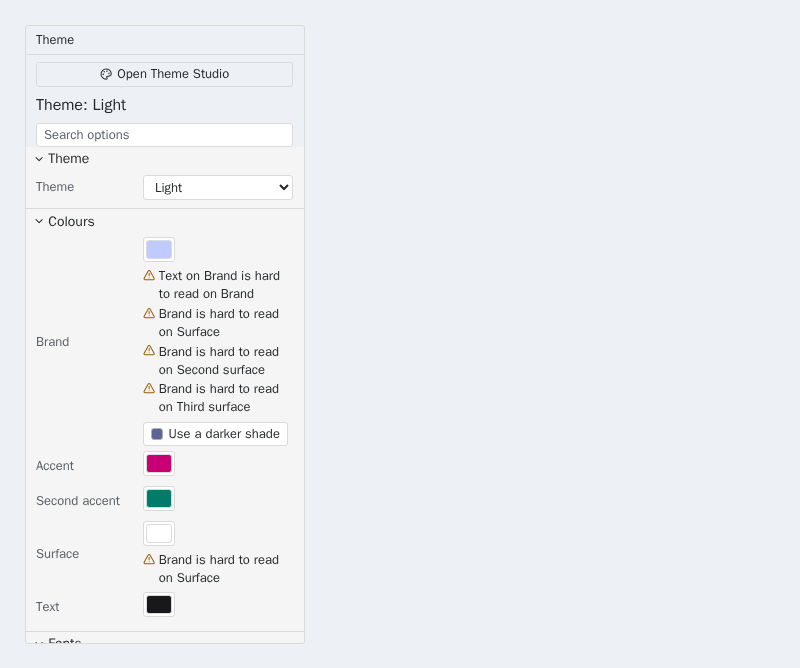 Theme
Open Theme Studio
Theme: Light
Search options
Theme
Theme
Light
Colours
Brand
Text on Brand is hard
to read on Brand
Brand is hard to read
on Surface
Brand is hard to read
on Second surface
Brand is hard to read
on Third surface
Use a darker shade
Accent
Second accent
Surface
Brand is hard to read
on Surface
Text
Fonts